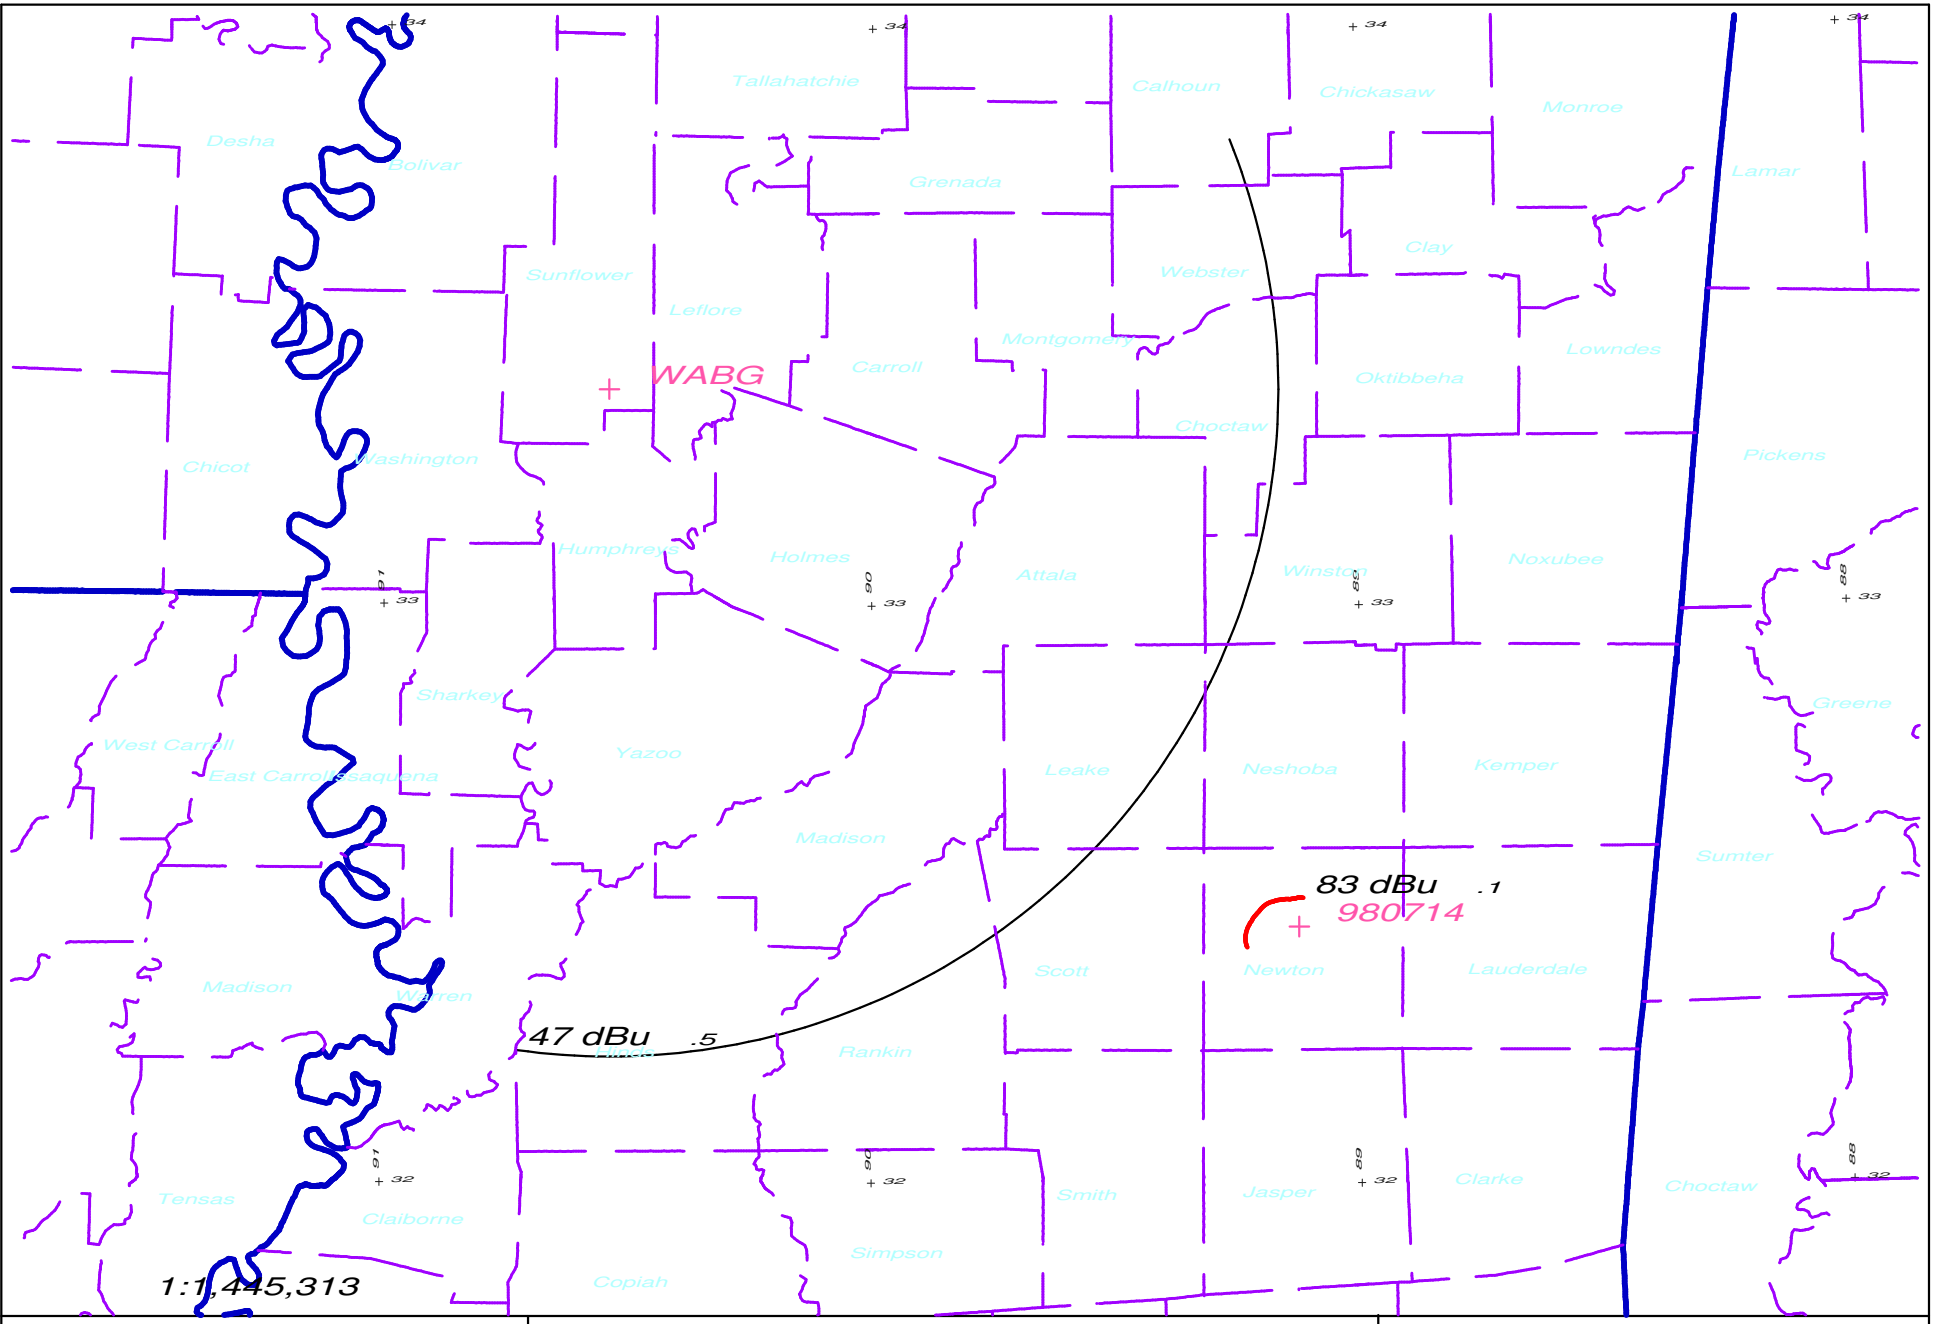 + 34
+ 34
+ 34
+ 34
Tallahatchie
Calhoun
Chickasaw
Monroe
Desha
Bolivar
Grenada
Lamar
Clay
Sunflower
Webster
Leflore
Montgomery
Lowndes
WABG
Carroll
Oktibbeha
Choctaw
Chicot
Washington
Pickens
Humphreys
Holmes
Attala
Winston
Noxubee
91
+ 33
90
+ 33
89
+ 33
88
+ 33
Sharkey
Greene
West Carroll
Yazoo
East Carroll
Issaquena
Leake
Neshoba
Kemper
Madison
Sumter
83 dBu .1
980714
Madison
Warren
Scott
Newton
Lauderdale
47 dBu .5
Hinds
Rankin
91
+ 32
90
+ 32
89
+ 32
88
+ 32
Tensas
Claiborne
Smith
Jasper
Clarke
Choctaw
Simpson
Copiah
1:1,445,313